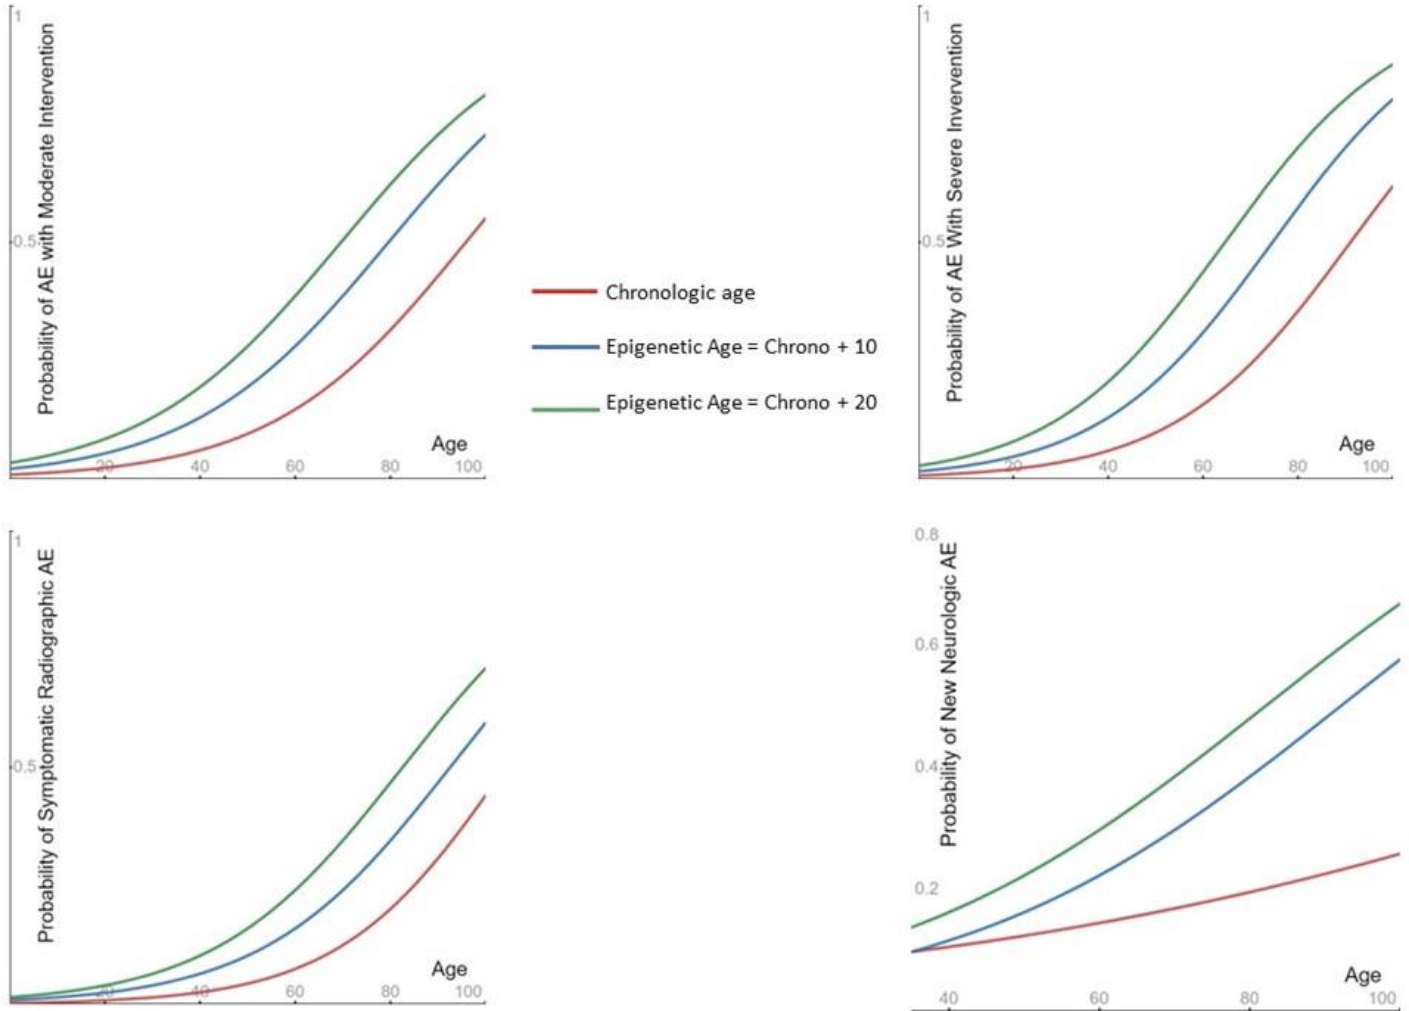 1
Probability of AE with Moderate Intervention
0.5
Age
20 40 60 80 100
Chronologic age
Epigenetic Age = Chrono + 10
Epigenetic Age = Chrono + 20
1
Probability of AE With Severe Invervention
0.5
Age
20 40 60 80 100
1
Probability of Symptomatic Radiographic AE
0.5
Age
20 40 60 80 100
0.8
Probability of New Neurologic AE
0.6
0.4
0.2
Age
40 60 80 100